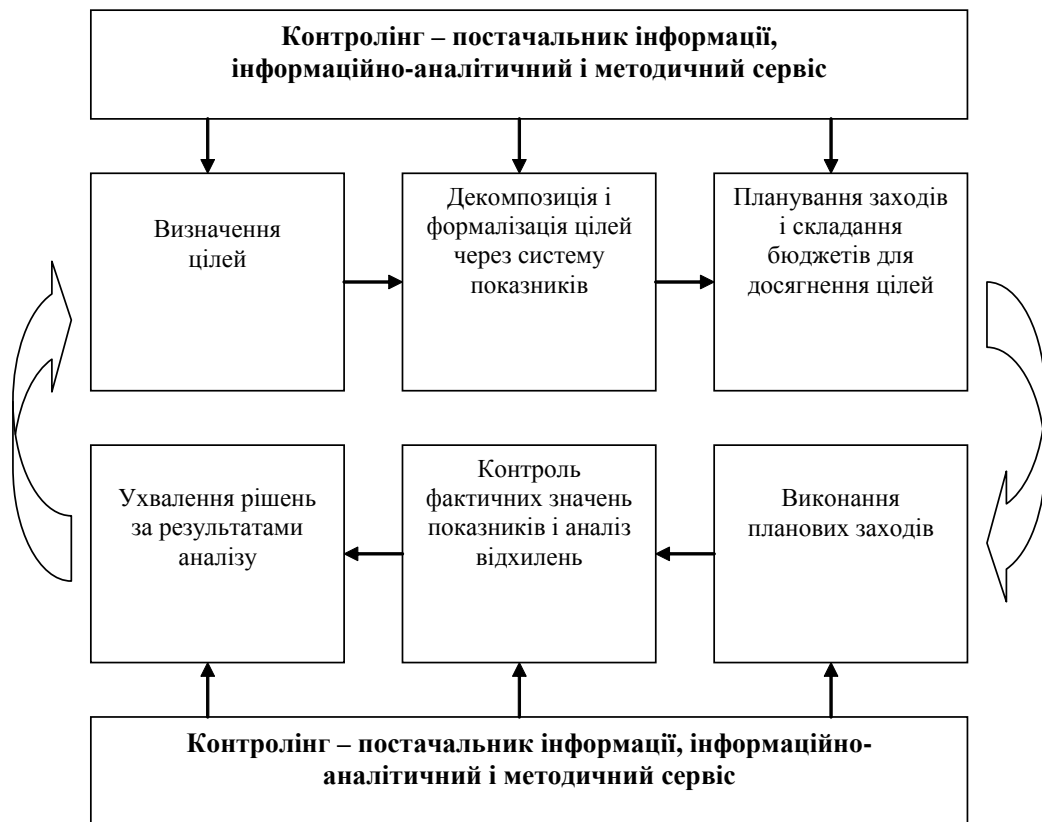 Контролінг – постачальник інформації,
інформаційно-аналітичний і методичний сервіс
Визначення
цілей
Декомпозиція і
формалізація цілей
через систему
показників
Планування заходів
і складання
бюджетів для
досягнення цілей
Ухвалення рішень
за результатами
аналізу
Контроль
фактичних значень
показників і аналіз
відхилень
Виконання
планових заходів
Контролінг – постачальник інформації, інформаційно-
аналітичний і методичний сервіс